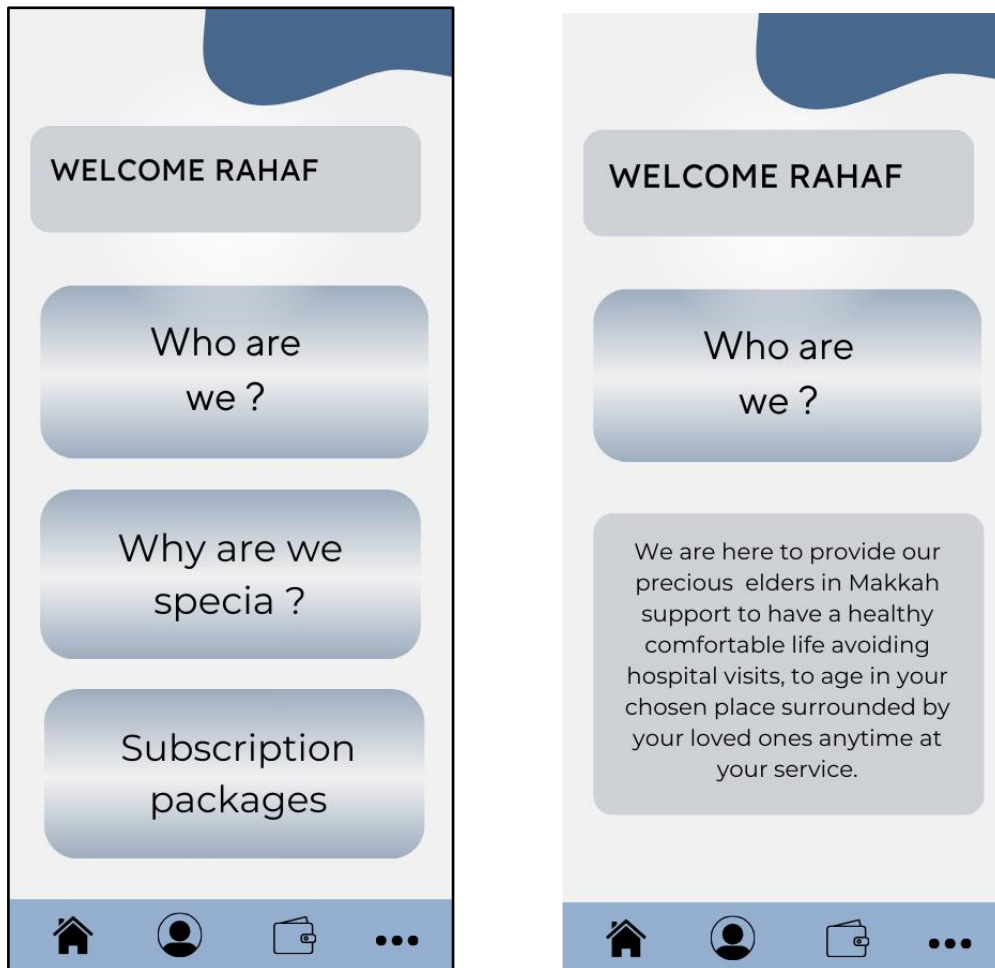 WELCOME RAHAF
Who are
we ?
Why are we
specia ?
Subscription
packages
WELCOME RAHAF
Who are
we ?
We are here to provide our
precious elders in Makkah
support to have a healthy
comfortable life avoiding
hospital visits, to age in your
chosen place surrounded by
your loved ones anytime at
your service.